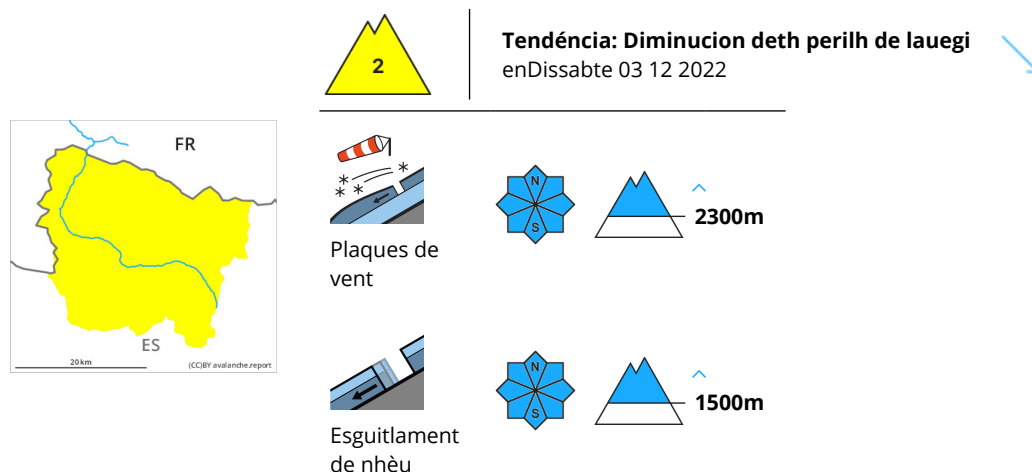 2
Tendéncia: Diminucion deth perilh de lauegi
enDissabte 03 12 2022
FR
ES
20 km
(CC)BY avalanche.report
N
S
2300m
Plaques de
vent
N
S
1500m
Esguitlament
de nhèu